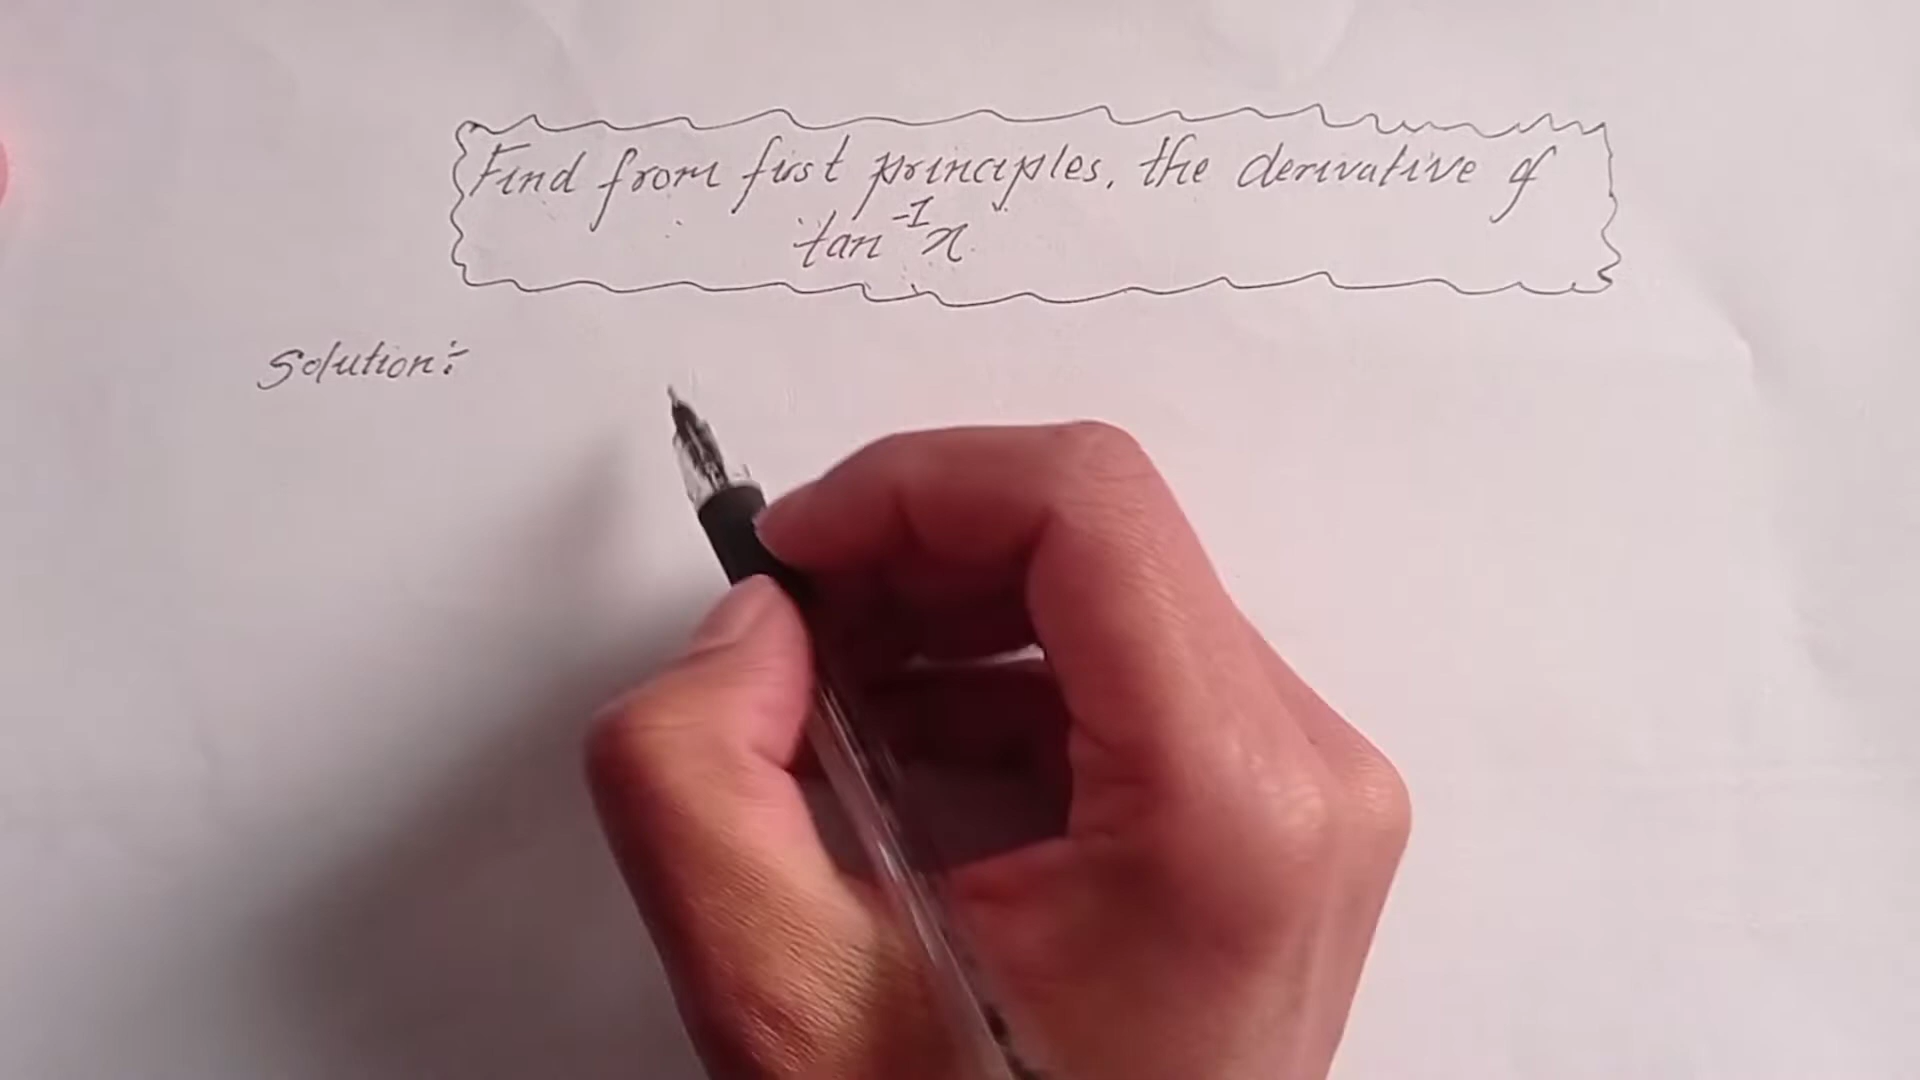 Find from first principles, the derivative of
tan⁻¹x
Solution:-